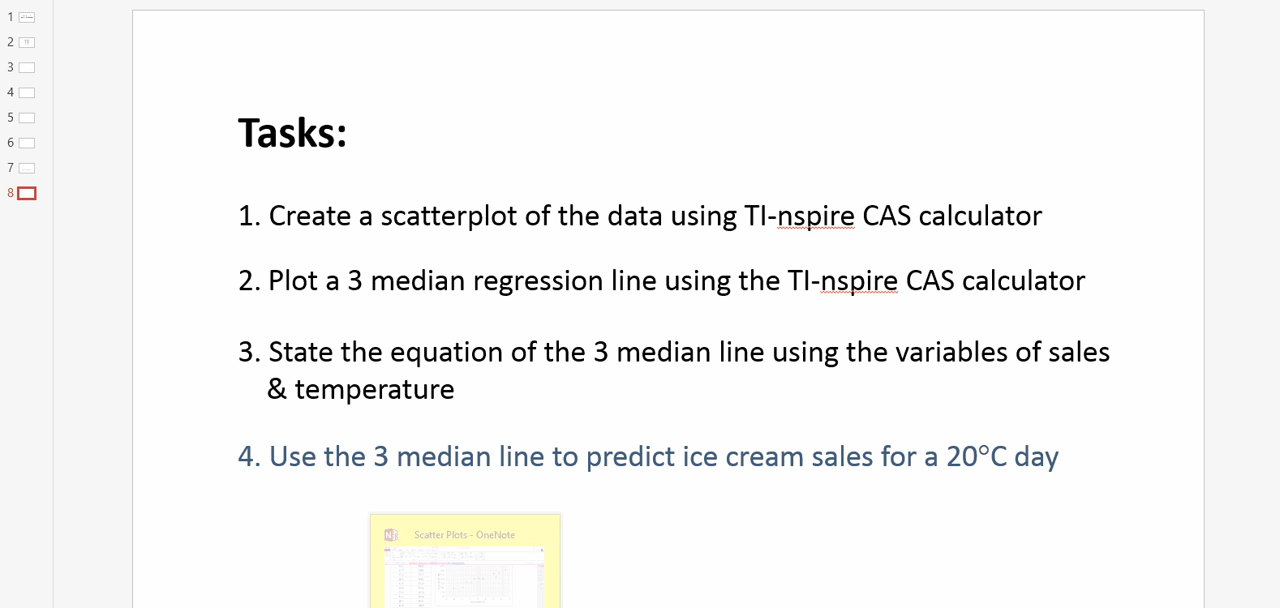 1
2
3
4
5
6
7
8
Tasks:
1. Create a scatterplot of the data using TI-nspire CAS calculator
2. Plot a 3 median regression line using the TI-nspire CAS calculator
3. State the equation of the 3 median line using the variables of sales
& temperature
4. Use the 3 median line to predict ice cream sales for a 20°C day
Scatter Plots - OneNote